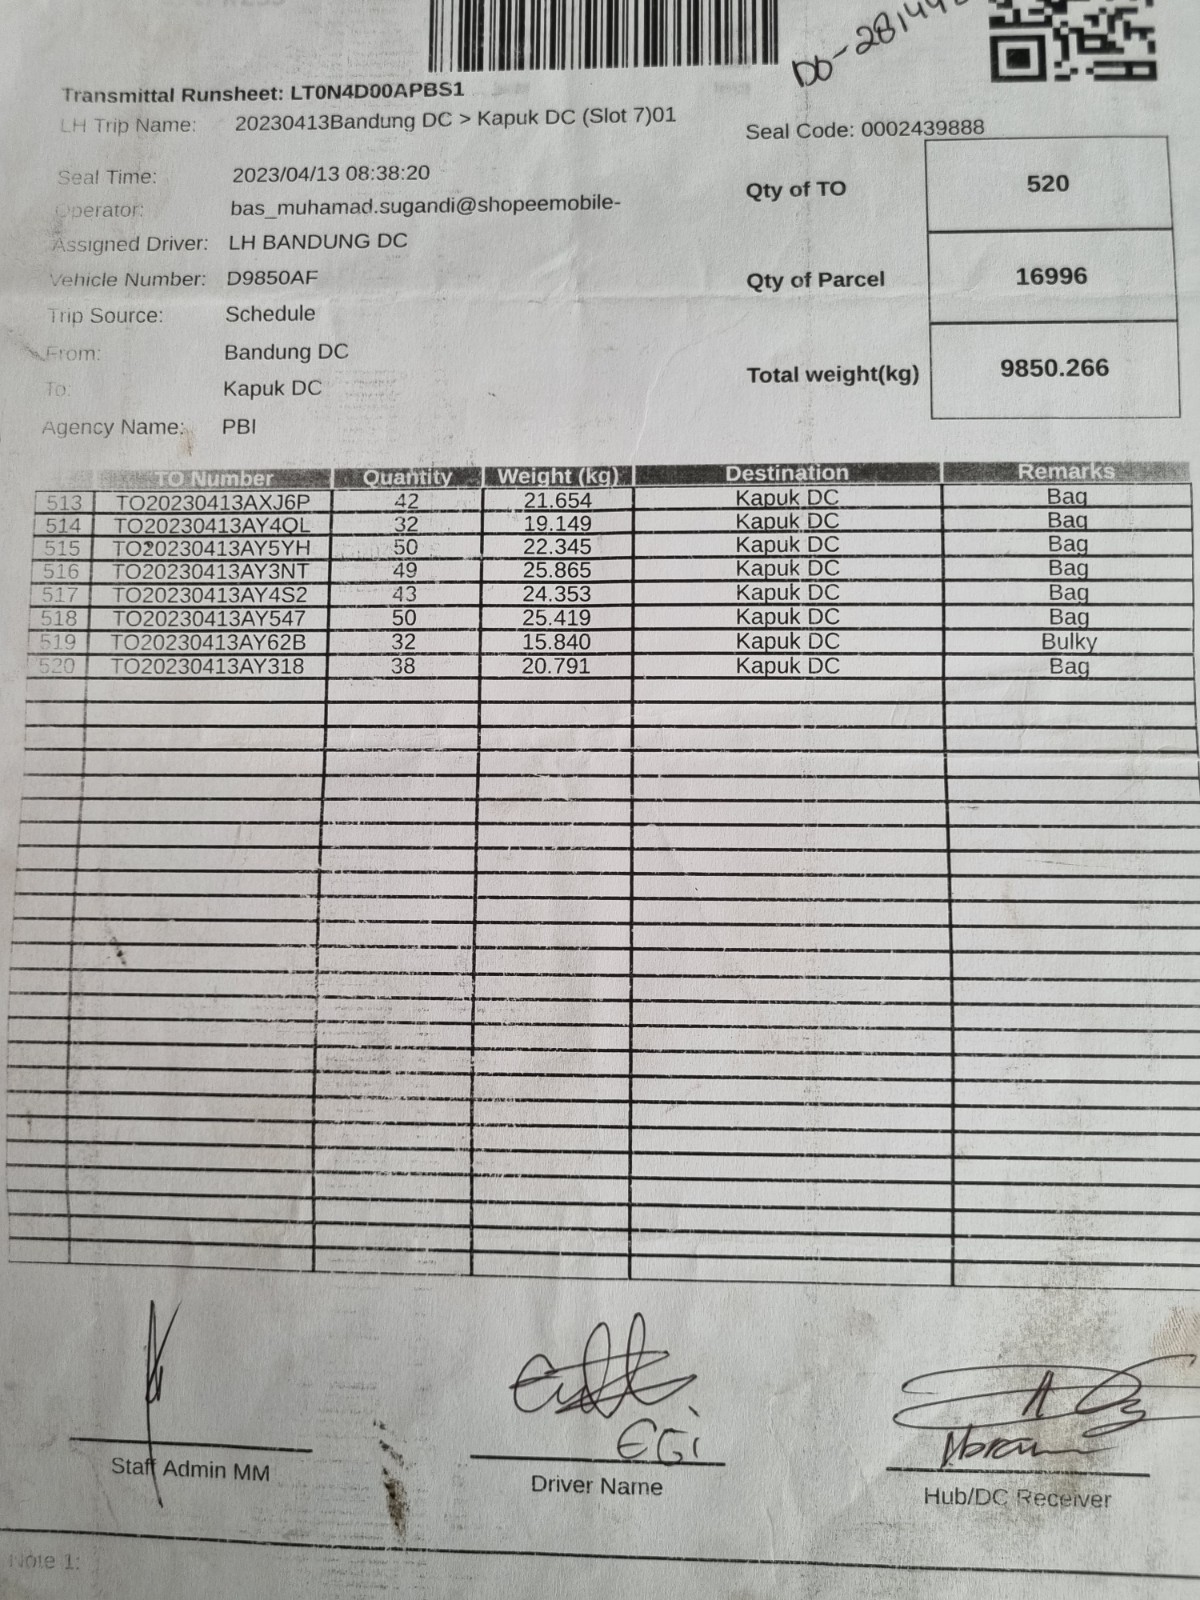 Transmittal Runsheet: LT0N4D00APBS1
LH Trip Name: 20230413Bandung DC > Kapuk DC (Slot 7)01
Seal Code: 0002439888
Seal Time: 2023/04/13 08:38:20
Operator: bas_muhamad.sugandi@shopeemobile-
Assigned Driver: LH BANDUNG DC
Vehicle Number: D9850AF
Trip Source: Schedule
From: Bandung DC
To: Kapuk DC
Agency Name: PBI
Qty of TO 520
Qty of Parcel 16996
Total weight(kg) 9850.266
TO Number Quantity Weight (kg) Destination Remarks
513 TO20230413AXJ6P 42 21.654 Kapuk DC Bag
514 TO20230413AY4QL 32 19.149 Kapuk DC Bag
515 TO20230413AY5YH 50 22.345 Kapuk DC Bag
516 TO20230413AY3NT 49 25.865 Kapuk DC Bag
517 TO20230413AY4S2 43 24.353 Kapuk DC Bag
518 TO20230413AY547 50 25.419 Kapuk DC Bag
519 TO20230413AY62B 32 15.840 Kapuk DC Bulky
520 TO20230413AY318 38 20.791 Kapuk DC Bag
EGi
Staff Admin MM
Driver Name
Hub/DC Receiver
Note 1: